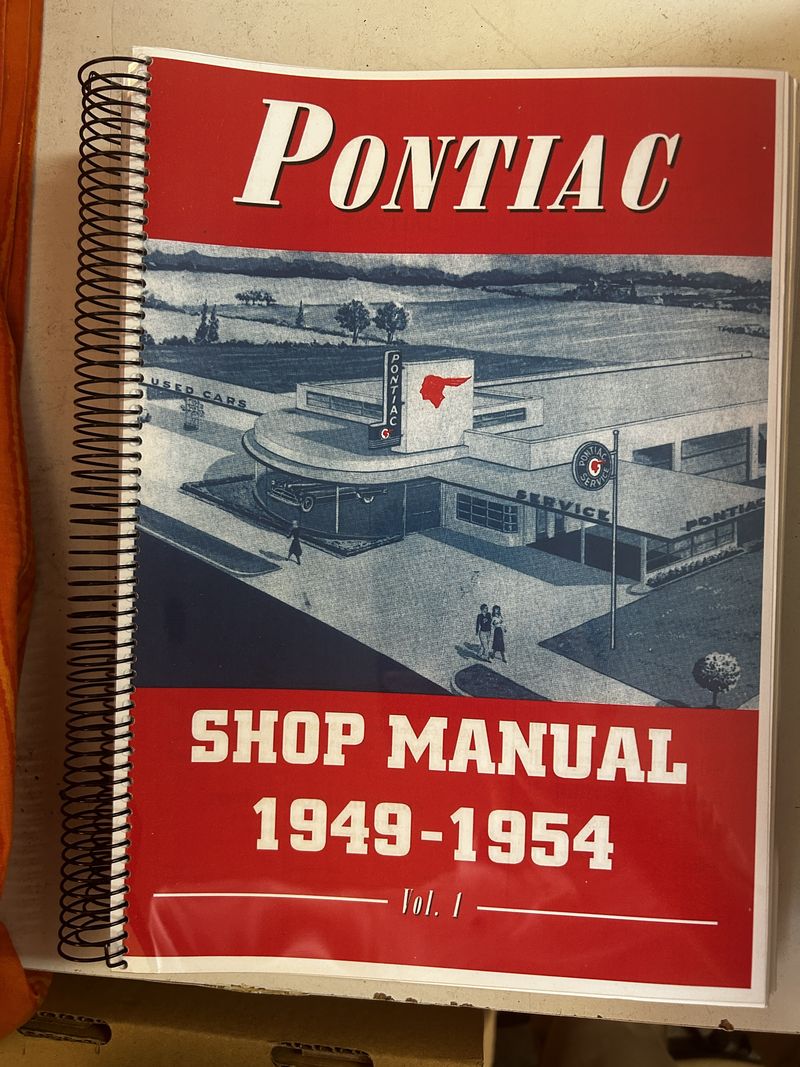 PONTIAC
USED CARS
PONTIAC
PONTIAC
SERVICE
SERVICE
PONTIAC
SHOP MANUAL
1949-1954
Vol. 1